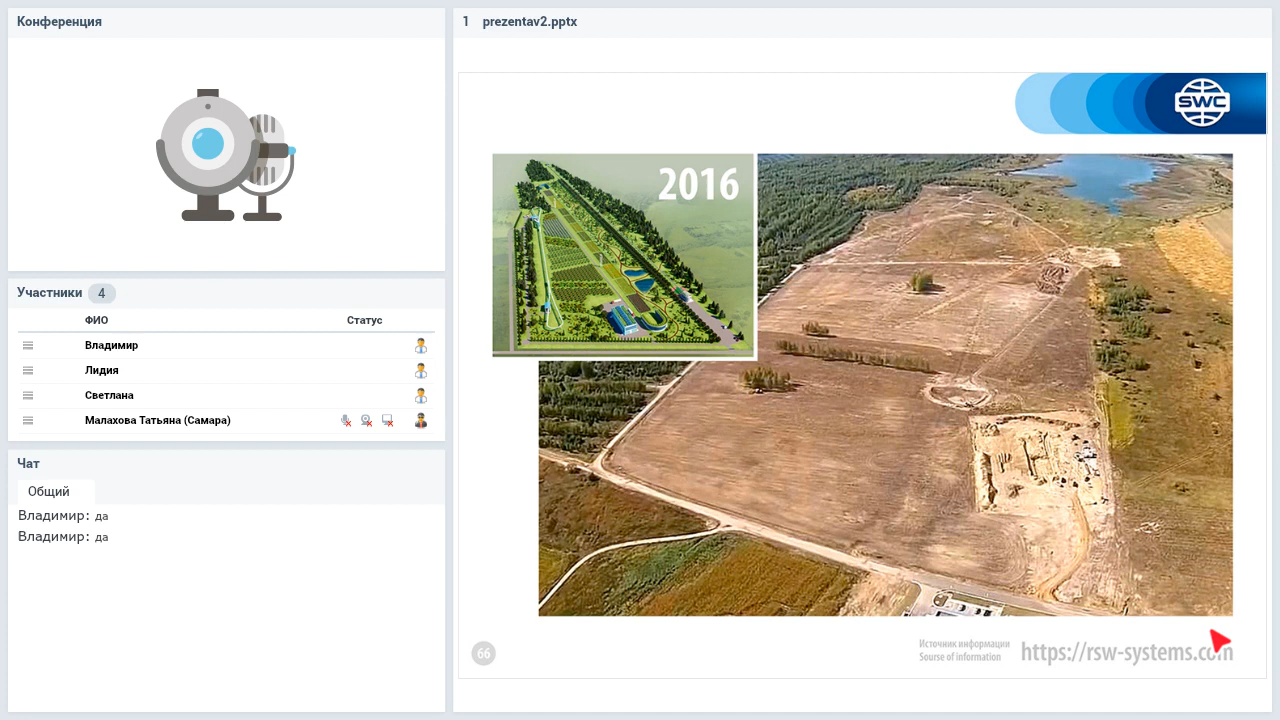 Конференция
Участники 4
ФИО Статус
Владимир
Лидия
Светлана
Малахова Татьяна (Самара)
Чат
Общий
Владимир: да
Владимир: да
1 prezentav2.pptx
SWC
2016
66
Источник информации
Sourse of information
https://rsw-systems.com